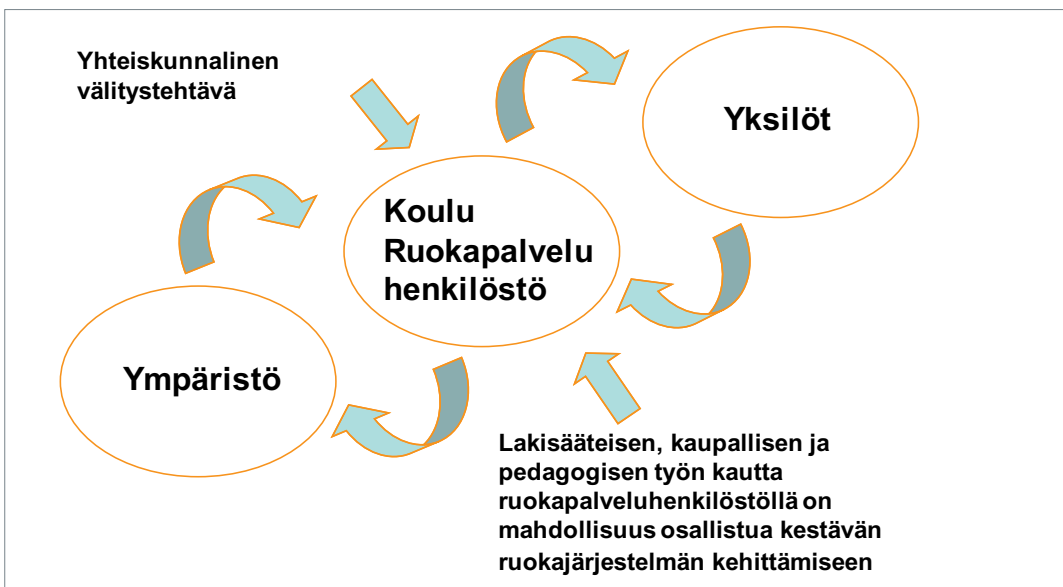 Yhteiskunnalinen
välitystehtävä
Yksilöt
Koulu
Ruokapalvelu
henkilöstö
Ympäristö
Lakisääteisen, kaupallisen ja
pedagogisen työn kautta
ruokapalveluhenkilöstöllä on
mahdollisuus osallistua kestävän
ruokajärjestelmän kehittämiseen